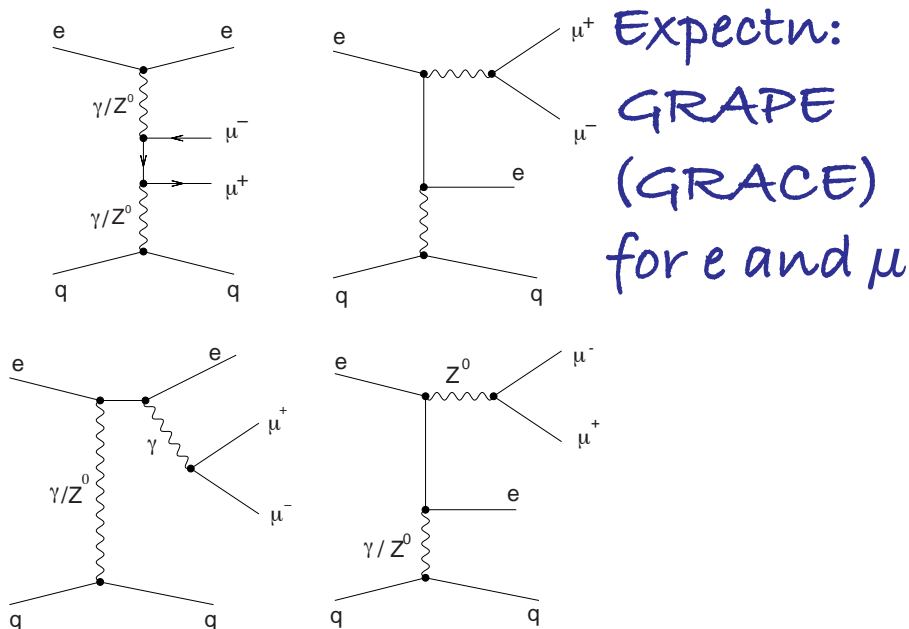 e e
γ/Z⁰
μ⁻
μ⁺
γ/Z⁰
q q
e
μ⁺
μ⁻
e
q q
Expectn:
GRAPE
(GRACE)
for e and μ
e e
μ⁺
γ
γ/Z⁰
μ⁻
q q
e
Z⁰
μ⁻
μ⁺
e
γ / Z⁰
q q